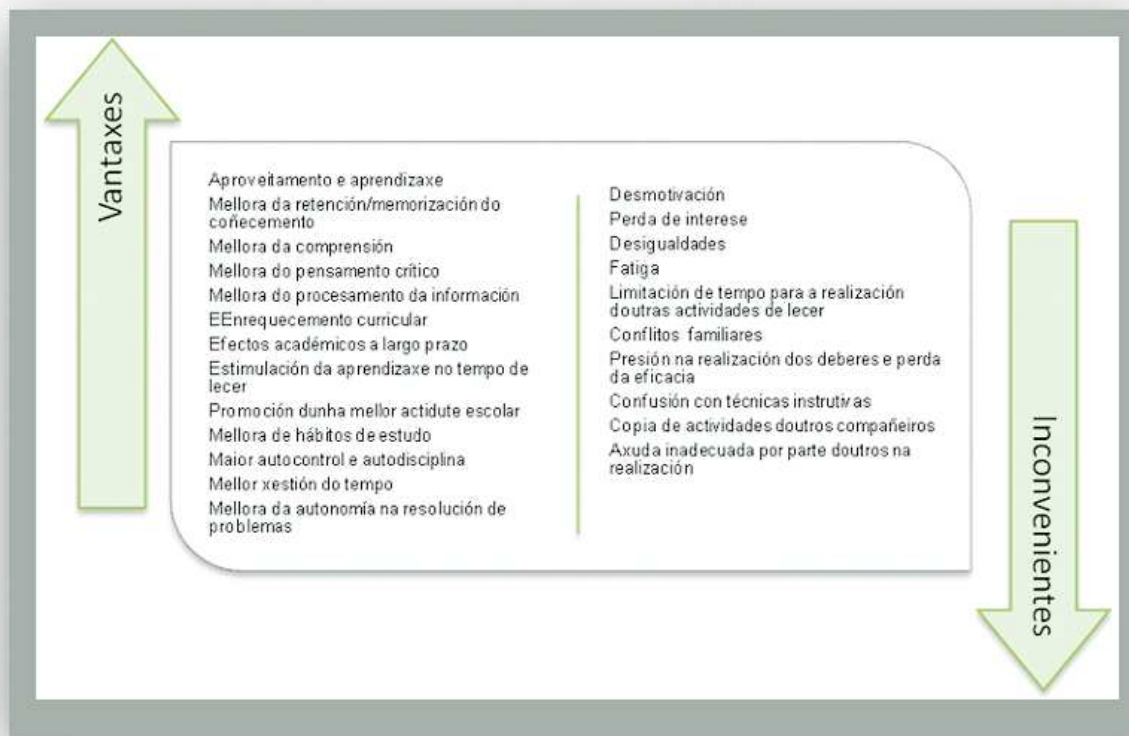 Vantaxes
Aproveitamento e aprendizaxe
Mellora da retención/memorización do
coñecemento
Mellora da comprensión
Mellora do pensamento crítico
Mellora do procesamento da información
EEnrequecemento curricular
Efectos académicos a largo prazo
Estimulación da aprendizaxe no tempo de
lecer
Promoción dunha mellor actidute escolar
Mellora de hábitos de estudo
Maior autocontrol e autodisciplina
Mellor xestión do tempo
Mellora da autonomía na resolución de
problemas
Desmotivación
Perda de interese
Desigualdades
Fatiga
Limitación de tempo para a realización
doutras actividades de lecer
Conflitos familiares
Presión na realización dos deberes e perda
da eficacia
Confusión con técnicas instrutivas
Copia de actividades doutros compañeiros
Axuda inadecuada por parte doutros na
realización
Inconvenientes